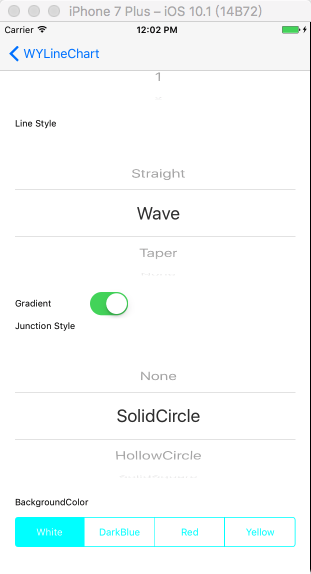 iPhone 7 Plus – iOS 10.1 (14B72)
Carrier 12:02 PM
WYLineChart
1
Line Style
Straight
Wave
Taper
Gradient
Junction Style
None
SolidCircle
HollowCircle
BackgroundColor
White DarkBlue Red Yellow